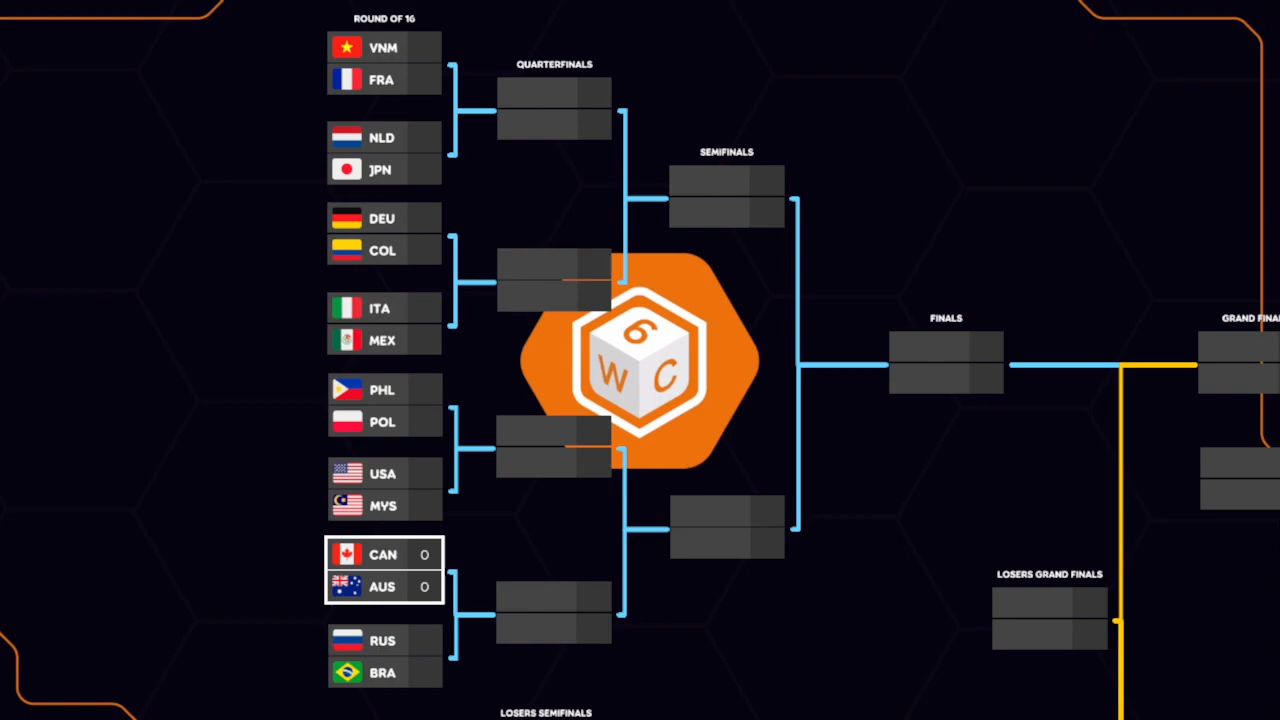 ROUND OF 16
VNM
FRA
NLD
JPN
DEU
COL
ITA
MEX
PHL
POL
USA
MYS
CAN 0
AUS 0
RUS
BRA
QUARTERFINALS
SEMIFINALS
6
W C
FINALS
GRAND FINA
LOSERS GRAND FINALS
LOSERS SEMIFINALS